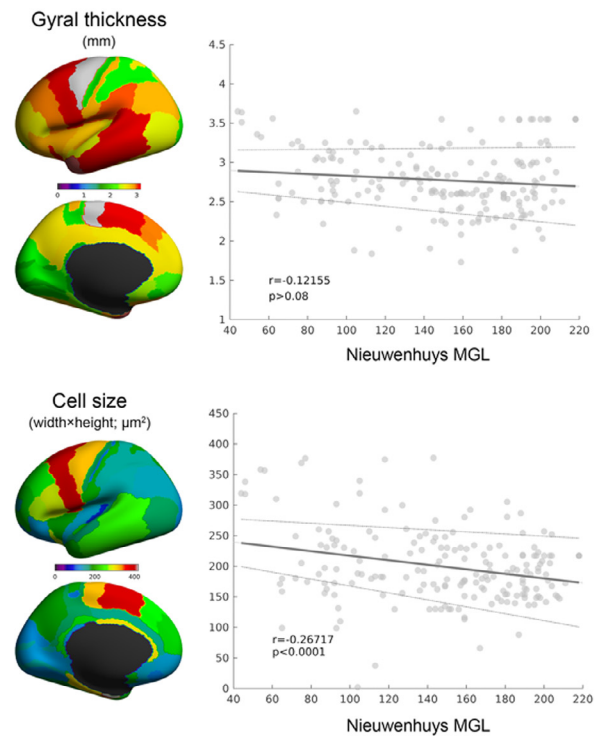 Gyral thickness
(mm)
0 1 2 3
4.5
4
3.5
3
2.5
2
1.5
1
r=-0.12155
p>0.08
40 60 80 100 120 140 160 180 200 220
Nieuwenhuys MGL
Cell size
(width×height; µm²)
0 200 400
450
400
350
300
250
200
150
100
50
0
r=-0.26717
p<0.0001
40 60 80 100 120 140 160 180 200 220
Nieuwenhuys MGL